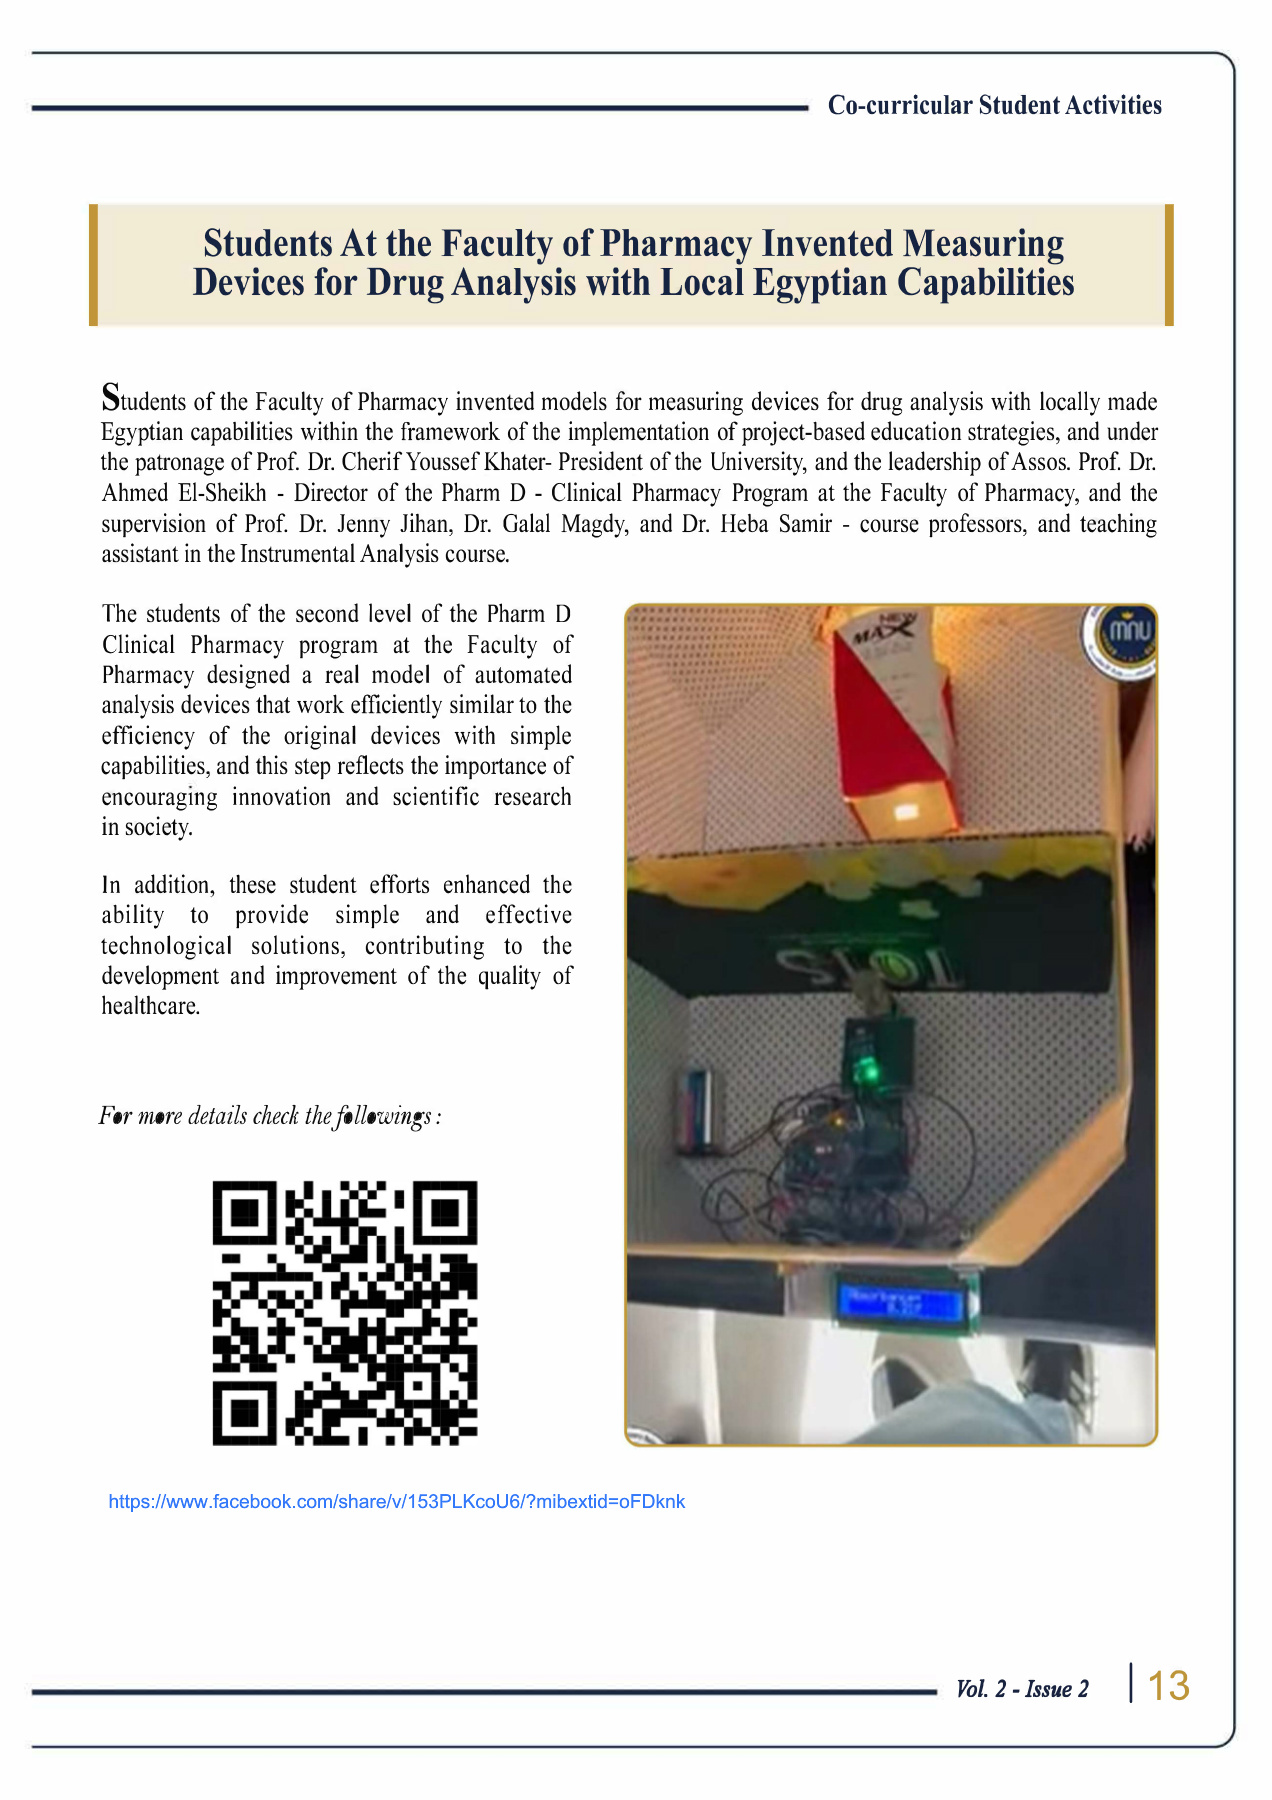 Co-curricular Student Activities
Students At the Faculty of Pharmacy Invented Measuring
Devices for Drug Analysis with Local Egyptian Capabilities
Students of the Faculty of Pharmacy invented models for measuring devices for drug analysis with locally made
Egyptian capabilities within the framework of the implementation of project-based education strategies, and under
the patronage of Prof. Dr. Cherif Youssef Khater- President of the University, and the leadership of Assos. Prof. Dr.
Ahmed El-Sheikh - Director of the Pharm D - Clinical Pharmacy Program at the Faculty of Pharmacy, and the
supervision of Prof. Dr. Jenny Jihan, Dr. Galal Magdy, and Dr. Heba Samir - course professors, and teaching
assistant in the Instrumental Analysis course.
The students of the second level of the Pharm D
Clinical Pharmacy program at the Faculty of
Pharmacy designed a real model of automated
analysis devices that work efficiently similar to the
efficiency of the original devices with simple
capabilities, and this step reflects the importance of
encouraging innovation and scientific research
in society.
In addition, these student efforts enhanced the
ability to provide simple and effective
technological solutions, contributing to the
development and improvement of the quality of
healthcare.
NEW
MAX
mnu
For more details check the followings :
https://www.facebook.com/share/v/153PLKcoU6/?mibextid=oFDknk
Vol. 2 - Issue 2
13